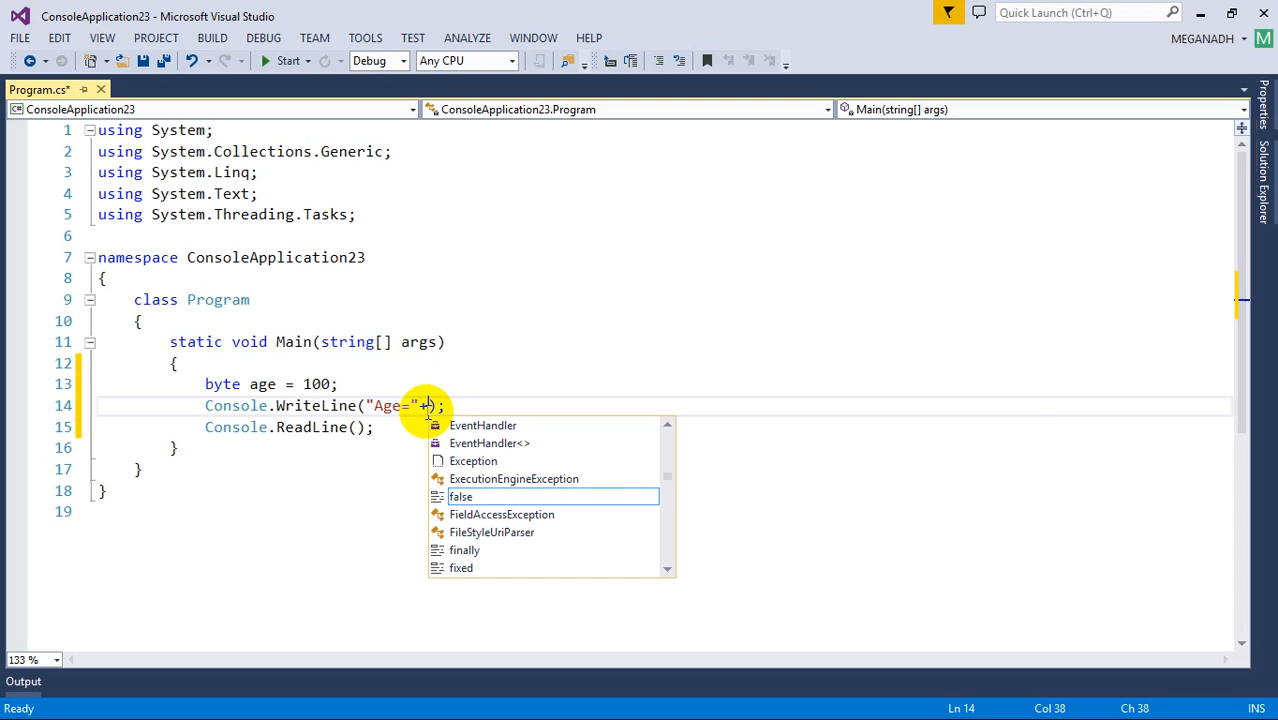 ConsoleApplication23 - Microsoft Visual Studio
Quick Launch (Ctrl+Q)
FILE EDIT VIEW PROJECT BUILD DEBUG TEAM TOOLS TEST ANALYZE WINDOW HELP
MEGANADH M
Start Debug Any CPU
Program.cs*
ConsoleApplication23 ConsoleApplication23.Program Main(string[] args)
1 using System;
2 using System.Collections.Generic;
3 using System.Linq;
4 using System.Text;
5 using System.Threading.Tasks;
6
7 namespace ConsoleApplication23
8 {
9 class Program
10 {
11 static void Main(string[] args)
12 {
13 byte age = 100;
14 Console.WriteLine("Age="+);
15 Console.ReadLine();
16 }
17 }
18 }
19
EventHandler
EventHandler<>
Exception
ExecutionEngineException
false
FieldAccessException
FileStyleUriParser
finally
fixed
Properties
Solution Explorer
133 %
Output
Ready Ln 14 Col 38 Ch 38 INS